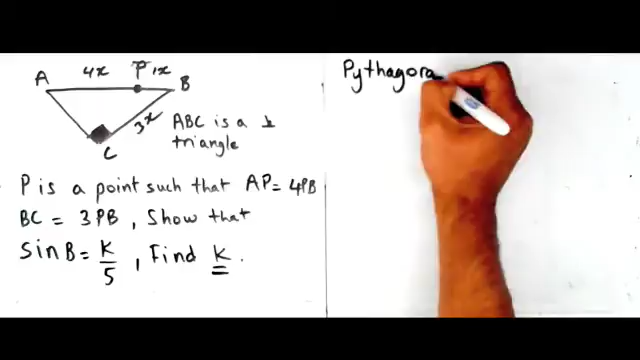 4x P 1x
A B
3x
C
ABC is a
triangle
P is a point such that AP = 4PB
BC = 3PB, Show that
SinB = K/5, Find K.
Pythagora